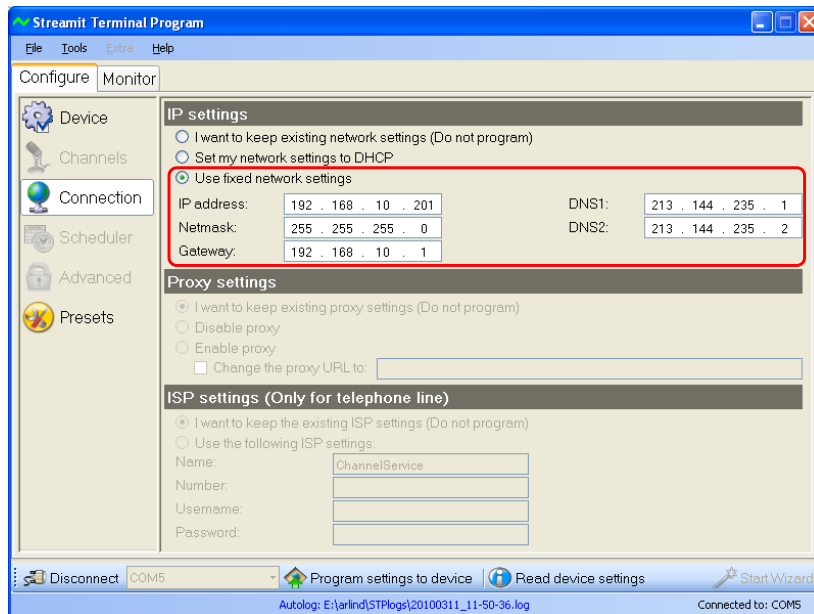 Streamit Terminal Program
File Tools Extra Help
Configure Monitor
Device
Channels
Connection
Scheduler
Advanced
Presets
IP settings
I want to keep existing network settings (Do not program)
Set my network settings to DHCP
Use fixed network settings
IP address: 192 . 168 . 10 . 201 DNS1: 213 . 144 . 235 . 1
Netmask: 255 . 255 . 255 . 0 DNS2: 213 . 144 . 235 . 2
Gateway: 192 . 168 . 10 . 1
Proxy settings
I want to keep existing proxy settings (Do not program)
Disable proxy
Enable proxy
Change the proxy URL to:
ISP settings (Only for telephone line)
I want to keep the existing ISP settings (Do not program)
Use the following ISP settings:
Name: ChannelService
Number:
Username:
Password:
Disconnect COM5 Program settings to device Read device settings Start Wizard
Autolog: E:\arlind\STPlogs\20100311_11-50-36.log Connected to: COM5